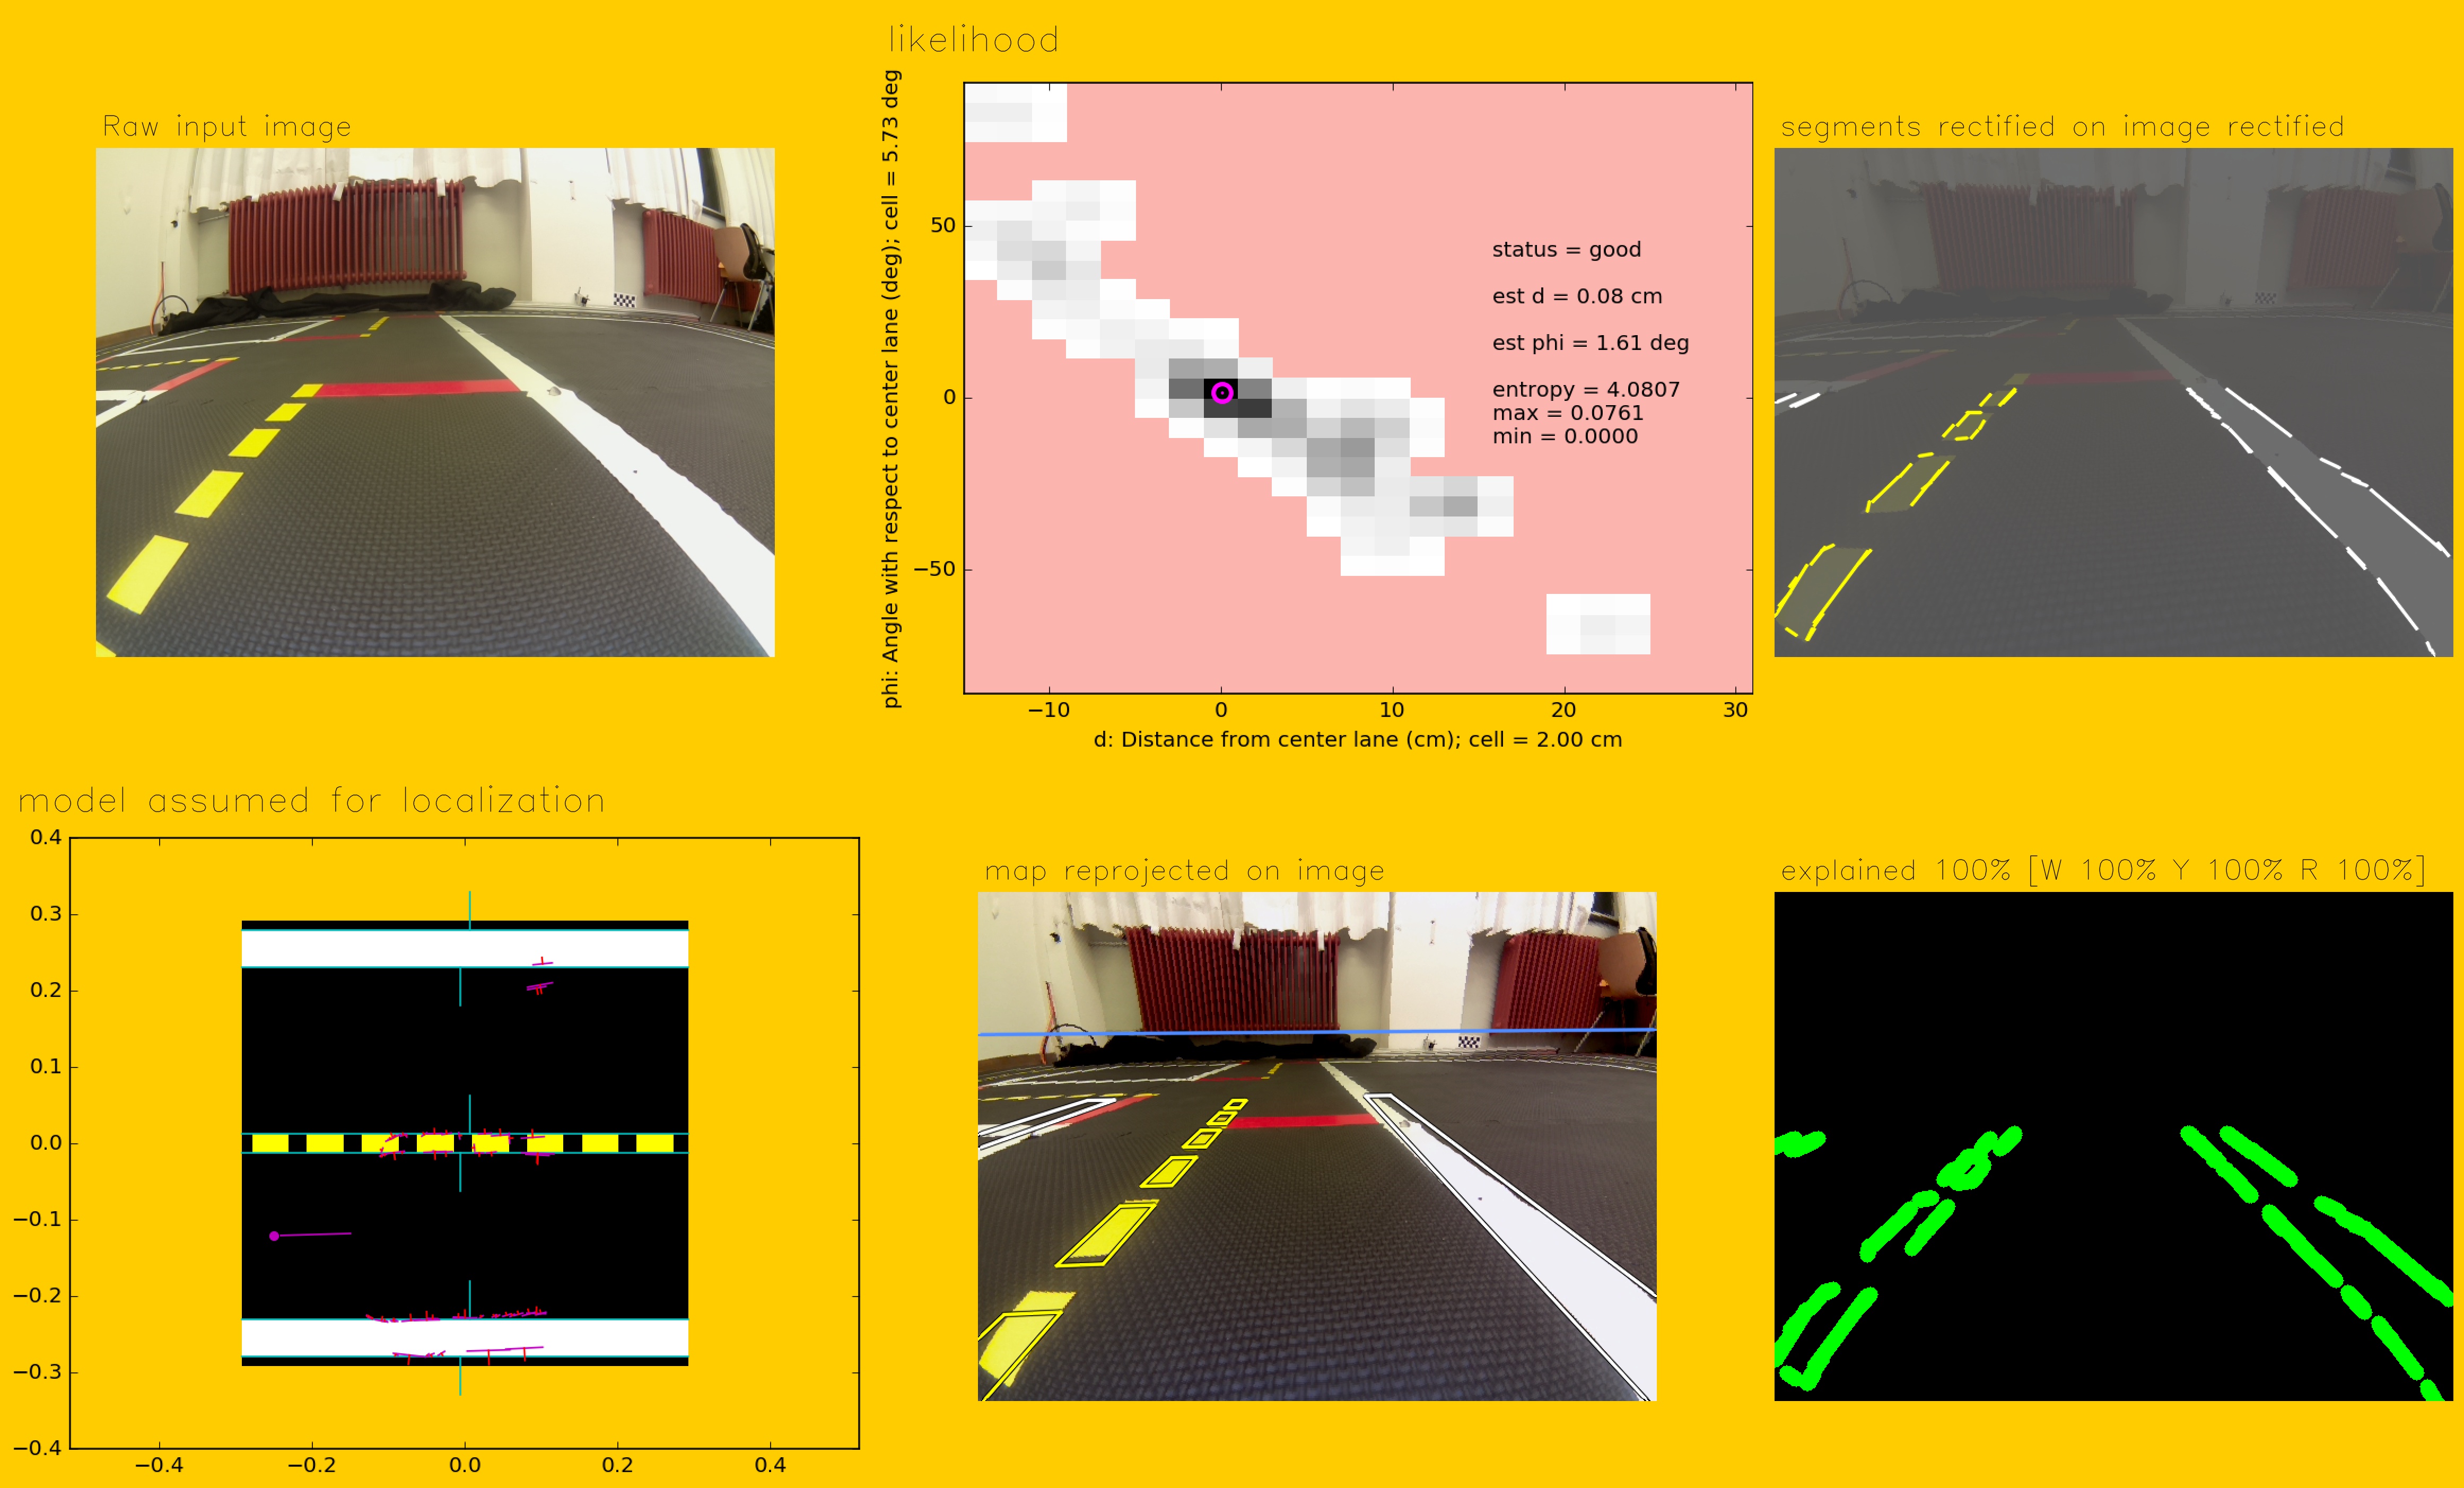 likelihood
Raw input image
segments rectified on image rectified
phi: Angle with respect to center lane (deg); cell = 5.73 deg
50
0
−50
status = good
est d = 0.08 cm
est phi = 1.61 deg
entropy = 4.0807
max = 0.0761
min = 0.0000
−10
0
10
20
30
d: Distance from center lane (cm); cell = 2.00 cm
model assumed for localization
0.4
0.3
0.2
0.1
0.0
−0.1
−0.2
−0.3
−0.4
−0.4
−0.2
0.0
0.2
0.4
map reprojected on image
explained 100% [W 100% Y 100% R 100%]